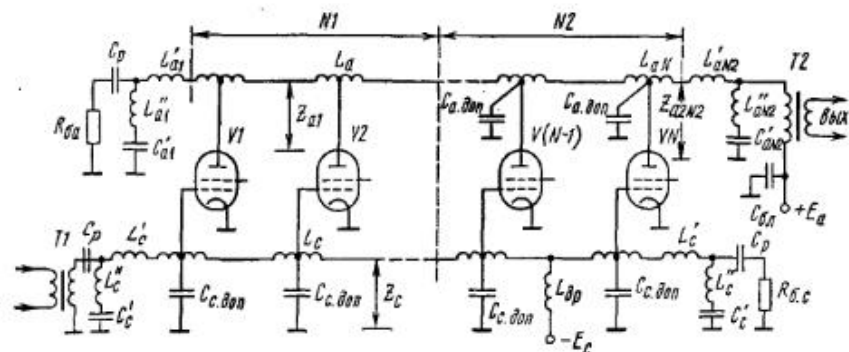 N1 N2
Cр L'а1 Lа LаN L'аN2 T2
Rба L''а1 C'а1 Zа1 Cа.доп Cа.доп Zа2N2 L''аN2 C'аN2 Вых
V1 V2 V(N-1) VN
Cбл +Eа
T1 Cр L'с Lс L'с Cр
L''с C'с Cс.доп Cс.доп Zс Cс.доп Lдр Cс.доп L''с C'с Rб.с
-Eс